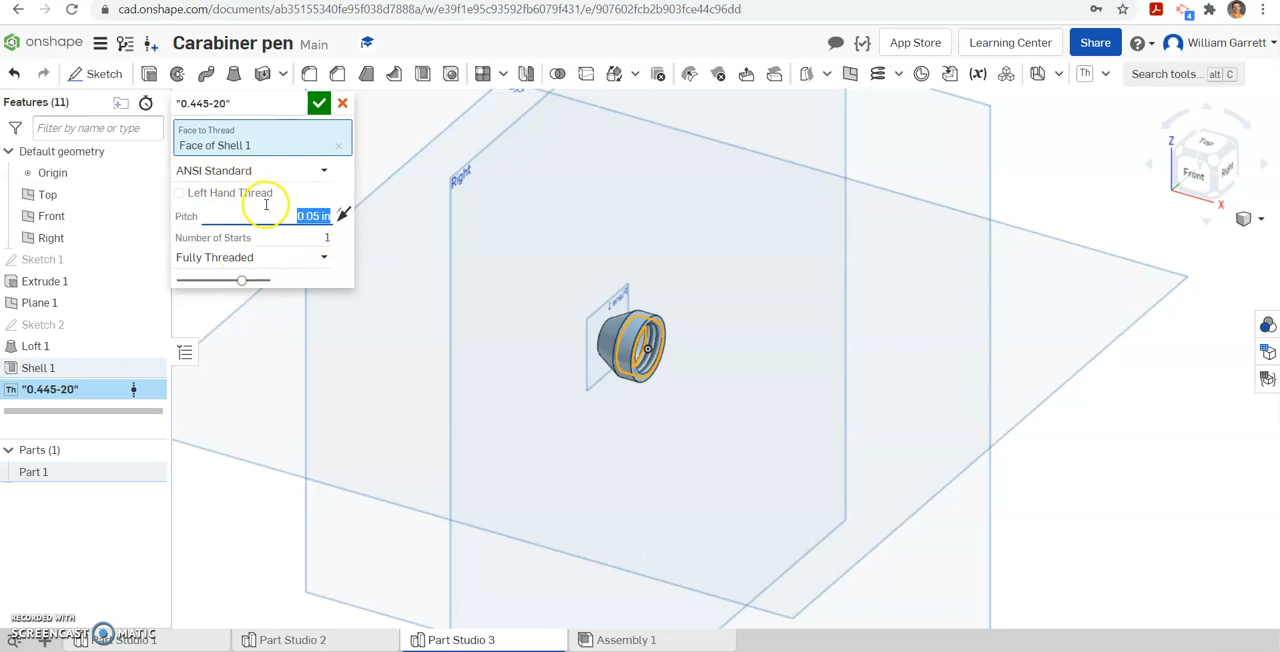 cad.onshape.com/documents/ab35155340fe95f038d7888a/w/e39f1e95c93592fb6079f431/e/907602fcb2b903fce44c96dd
4
onshape
Carabiner pen Main
App Store
Learning Center
Share
William Garrett
Sketch
Th
Search tools... alt C
Features (11)
Filter by name or type
Default geometry
Origin
Top
Front
Right
Sketch 1
Extrude 1
Plane 1
Sketch 2
Loft 1
Shell 1
Th "0.445-20"
Parts (1)
Part 1
"0.445-20"
Face to Thread
Face of Shell 1
ANSI Standard
Left Hand Thread
Pitch 0.05 in
Number of Starts 1
Fully Threaded
Right
Top
Front
Right
Z
X
RECORDED WITH
SCREENCAST MATIC
Part Studio 1
Part Studio 2
Part Studio 3
Assembly 1